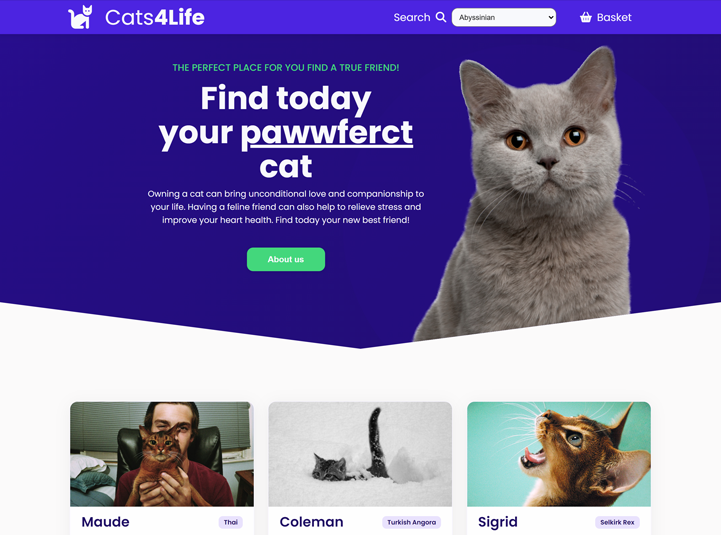 Cats4Life
Search
Abyssinian
Basket
THE PERFECT PLACE FOR YOU FIND A TRUE FRIEND!
Find today
your pawwferct
cat
Owning a cat can bring unconditional love and companionship to
your life. Having a feline friend can also help to relieve stress and
improve your heart health. Find today your new best friend!
About us
Maude
Thai
Coleman
Turkish Angora
Sigrid
Selkirk Rex